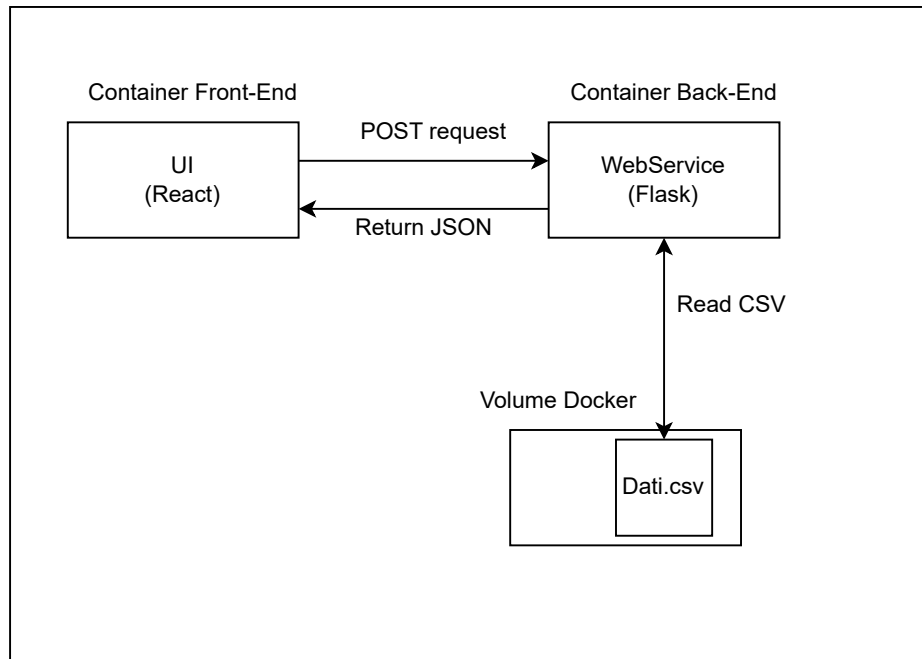 Container Front-End
Container Back-End
UI
(React)
POST request
Return JSON
WebService
(Flask)
Read CSV
Volume Docker
Dati.csv